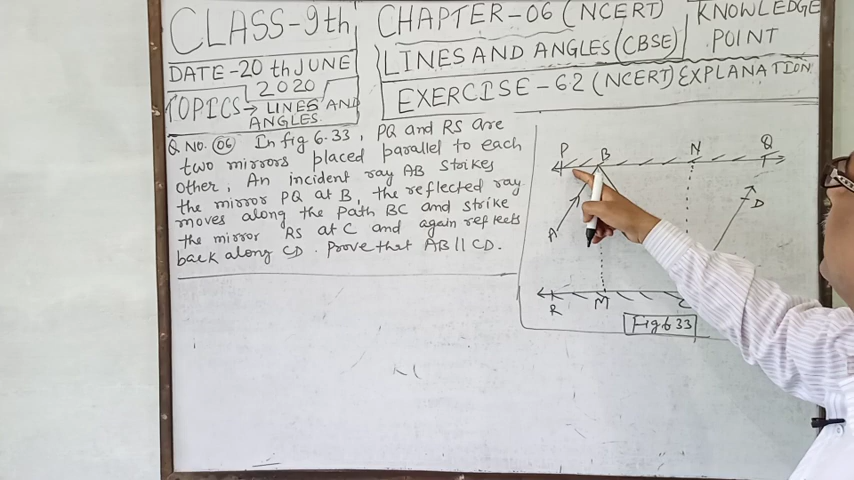 CLASS-9th
DATE-20 th JUNE
2020
TOPICS → LINES AND
ANGLES
CHAPTER-06 (NCERT)
LINES AND ANGLES (CBSE)
KNOWLEDGE
POINT
EXERCISE-6.2 (NCERT) EXPLANATION
Q NO. 06 In fig 6.33, PQ and RS are
two mirrors placed parallel to each
other, An incident ray AB strikes
the mirror PQ at B, the reflected ray
moves along the path BC and strike
the mirror RS at C and again reflects
back along CD. Prove that AB || CD.
P B N Q
A D
R M C
Fig 6.33